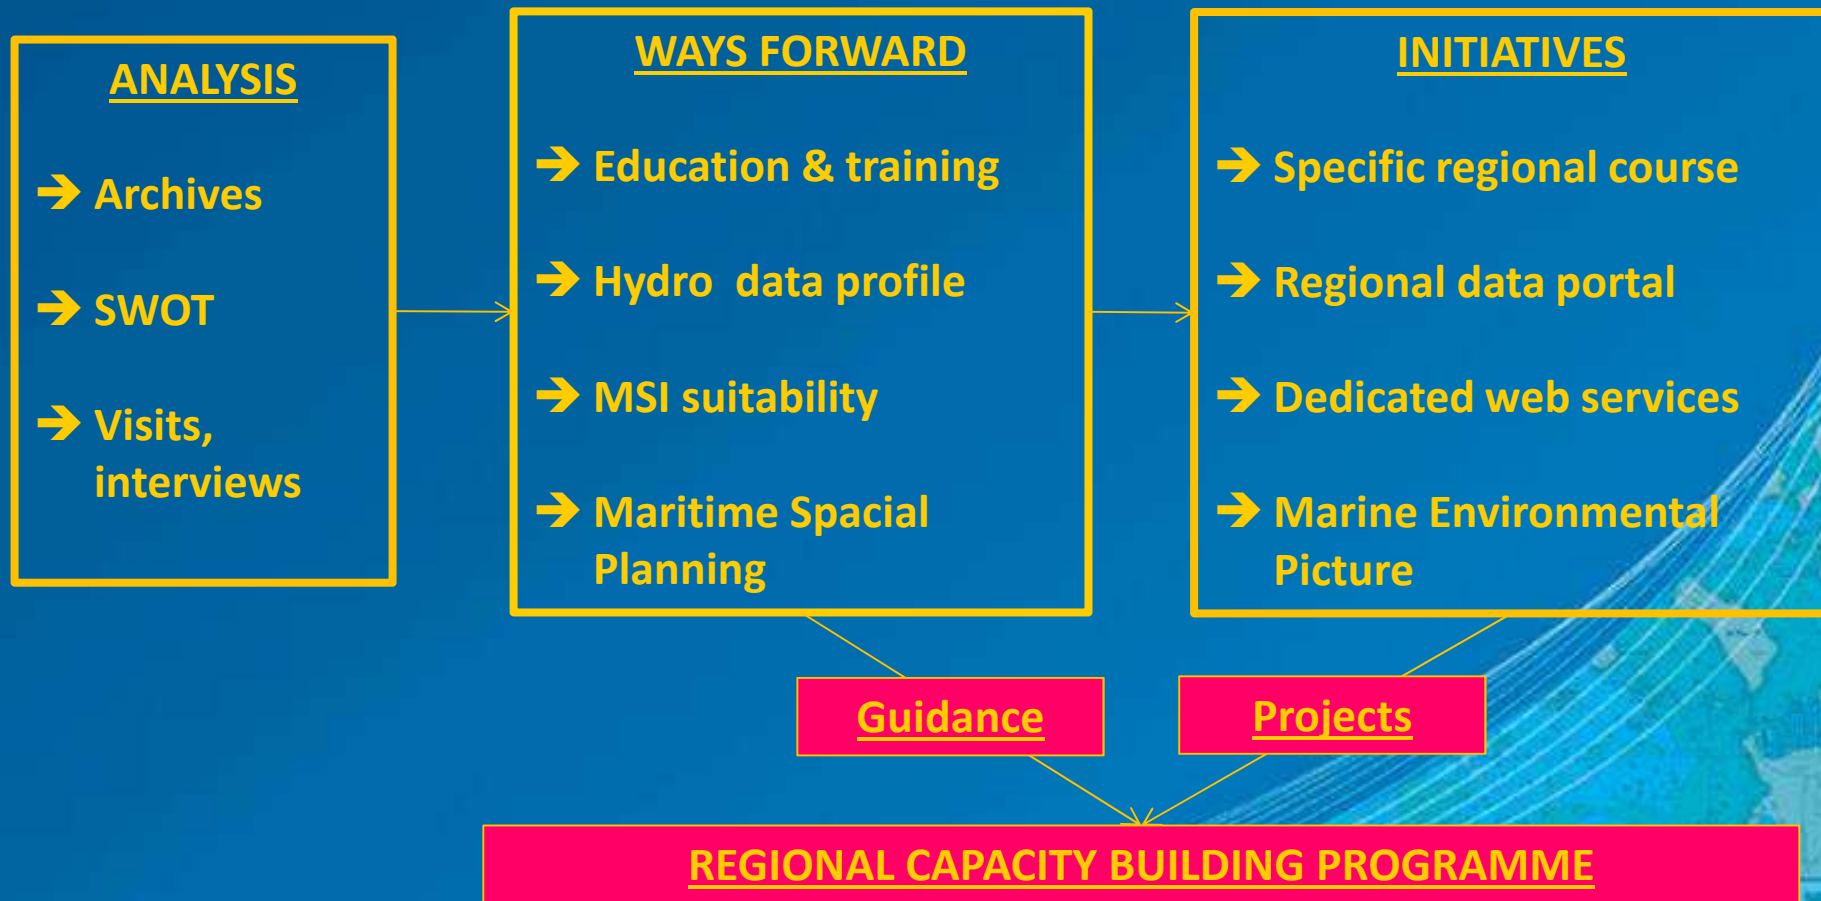 ANALYSIS
➔ Archives
➔ SWOT
➔ Visits,
interviews
WAYS FORWARD
➔ Education & training
➔ Hydro  data profile
➔ MSI suitability
➔ Maritime Spacial
Planning
INITIATIVES
➔ Specific regional course
➔ Regional data portal
➔ Dedicated web services
➔ Marine Environmental
Picture
Guidance
Projects
REGIONAL CAPACITY BUILDING PROGRAMME